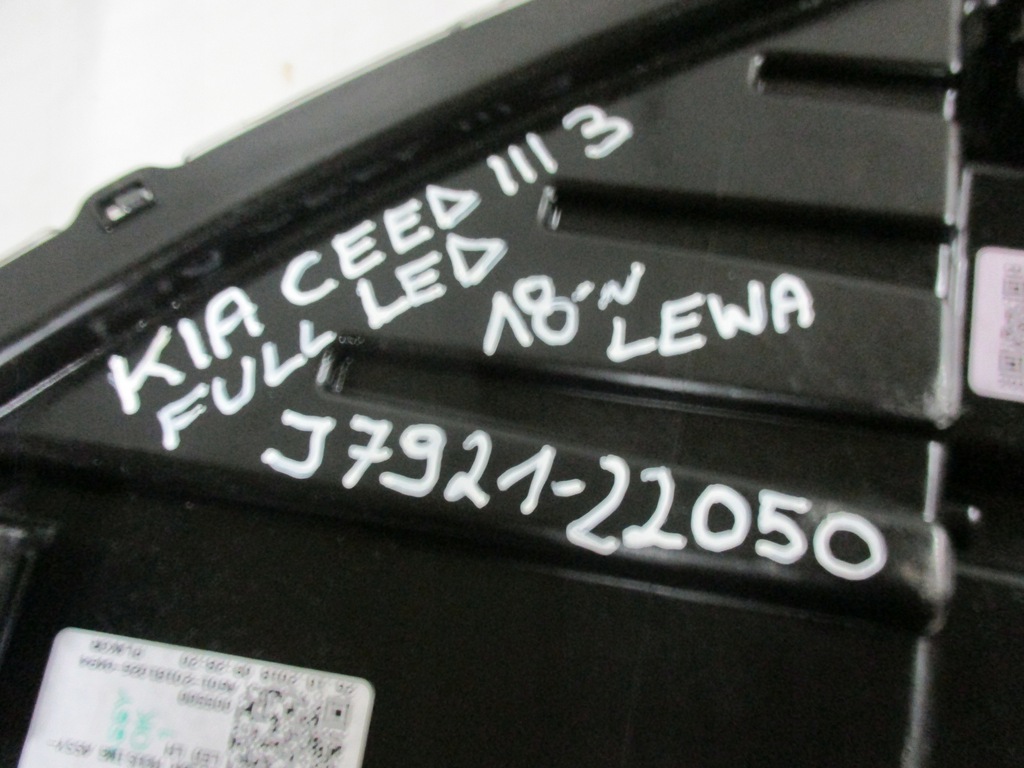 KIA CEED III 3
FULL LED
18-N LEWA
J7921-22050